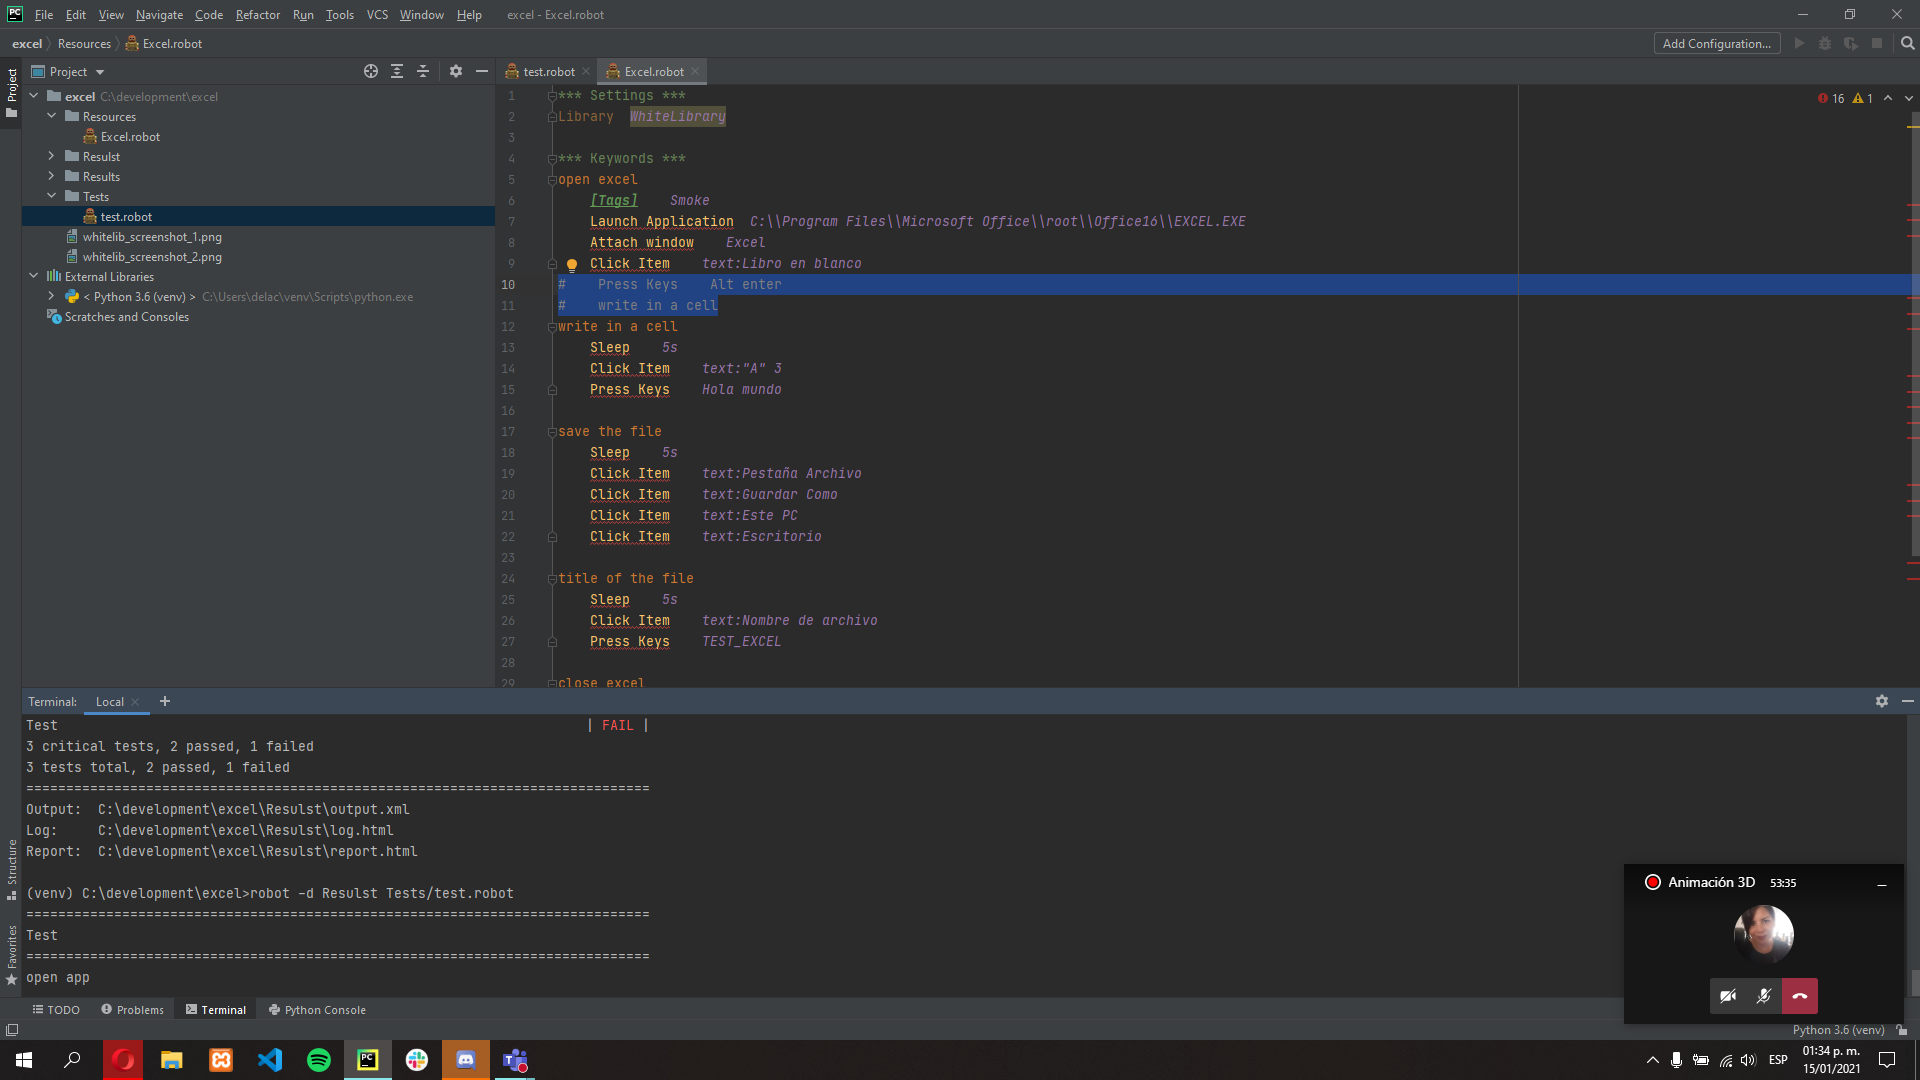 PC File Edit View Navigate Code Refactor Run Tools VCS Window Help excel - Excel.robot
excel Resources Excel.robot Add Configuration...
Project
Project
test.robot Excel.robot
excel C:\development\excel
Resources
Excel.robot
Resulst
Results
Tests
test.robot
whitelib_screenshot_1.png
whitelib_screenshot_2.png
External Libraries
< Python 3.6 (venv) > C:\Users\delac\venv\Scripts\python.exe
Scratches and Consoles
16 1
1 *** Settings ***
2 Library WhiteLibrary
3
4 *** Keywords ***
5 open excel
6 [Tags] Smoke
7 Launch Application C:\\Program Files\\Microsoft Office\\root\\Office16\\EXCEL.EXE
8 Attach window Excel
9 Click Item text:Libro en blanco
10 # Press Keys Alt enter
11 # write in a cell
12 write in a cell
13 Sleep 5s
14 Click Item text:"A" 3
15 Press Keys Hola mundo
16
17 save the file
18 Sleep 5s
19 Click Item text:Pestaña Archivo
20 Click Item text:Guardar Como
21 Click Item text:Este PC
22 Click Item text:Escritorio
23
24 title of the file
25 Sleep 5s
26 Click Item text:Nombre de archivo
27 Press Keys TEST_EXCEL
28
29 close excel
Terminal: Local
Test | FAIL |
3 critical tests, 2 passed, 1 failed
3 tests total, 2 passed, 1 failed
==============================================================================
Output: C:\development\excel\Resulst\output.xml
Log: C:\development\excel\Resulst\log.html
Report: C:\development\excel\Resulst\report.html
(venv) C:\development\excel>robot -d Resulst Tests/test.robot
==============================================================================
Test
==============================================================================
open app
Structure
Favorites
Animación 3D 53:35
TODO Problems Terminal Python Console
Python 3.6 (venv)
PC
T
ESP
01:34 p. m.
15/01/2021